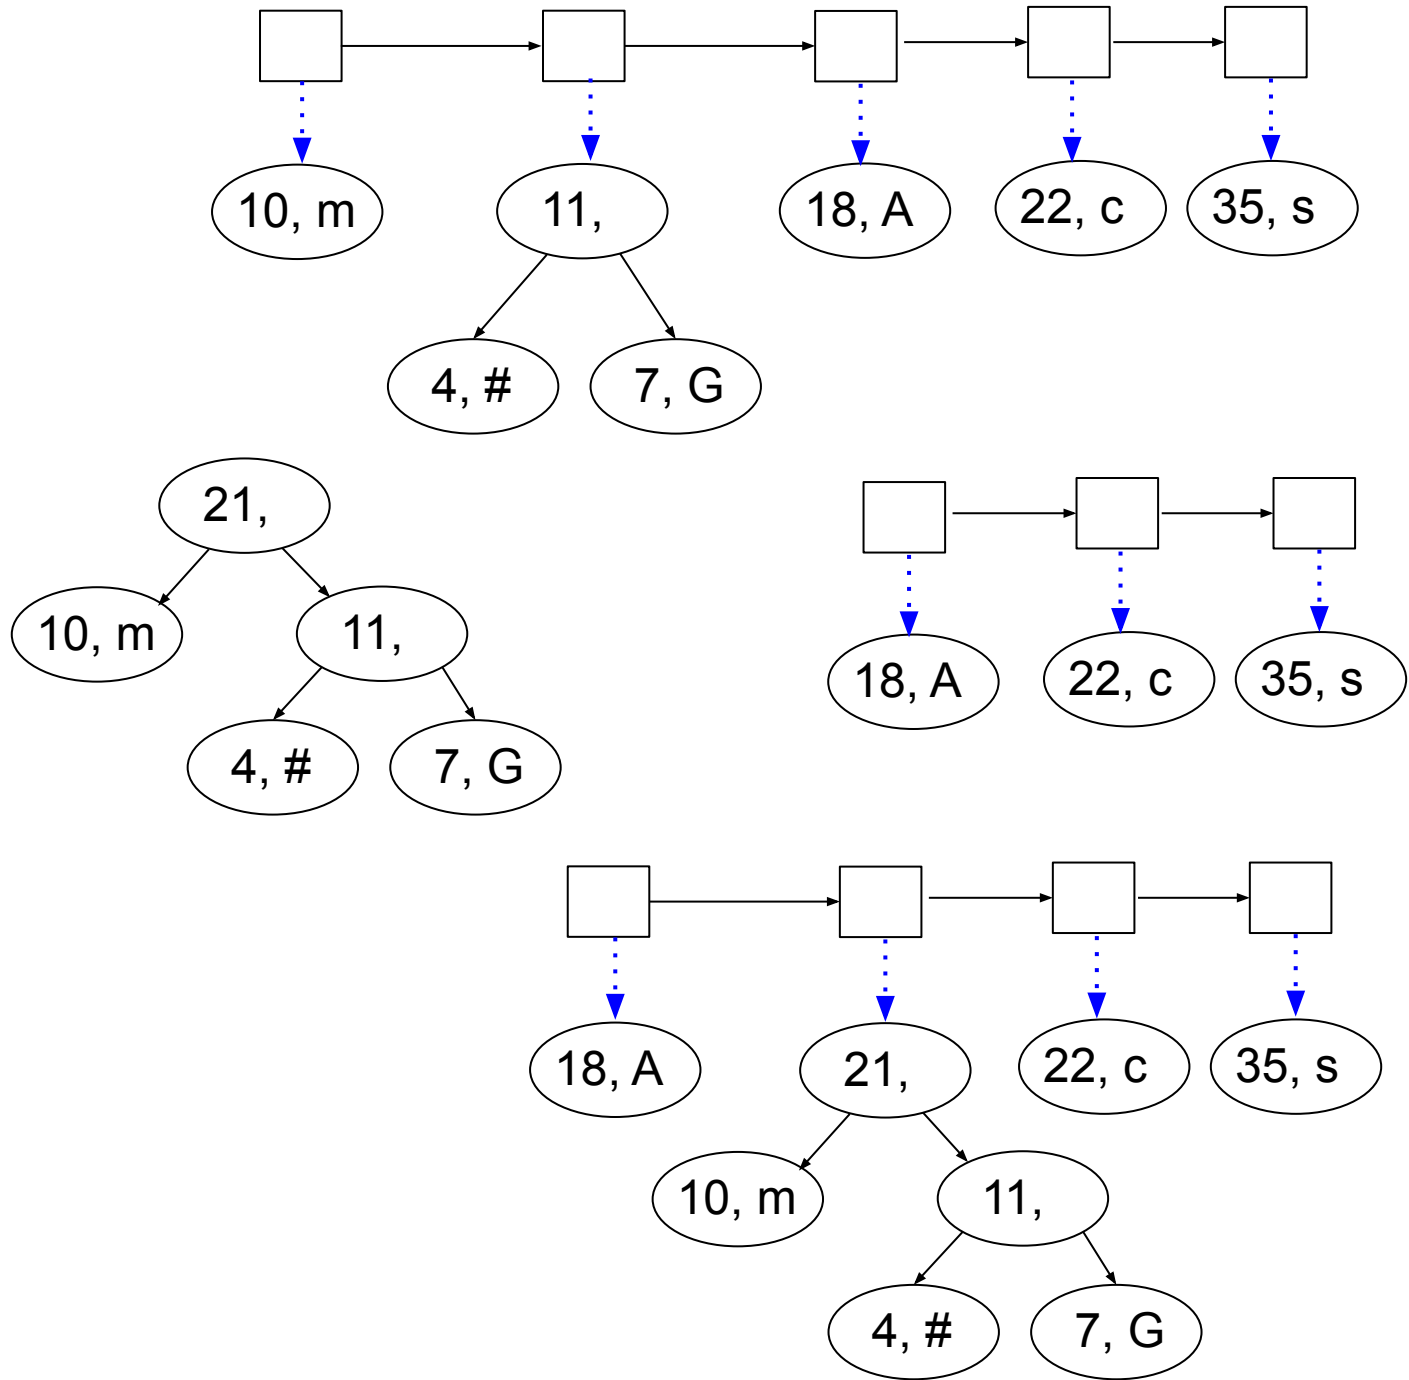 10, m
11,
18, A
22, c
35, s
4, #
7, G
21,
10, m
11,
4, #
7, G
18, A
22, c
35, s
18, A
21,
22, c
35, s
10, m
11,
4, #
7, G